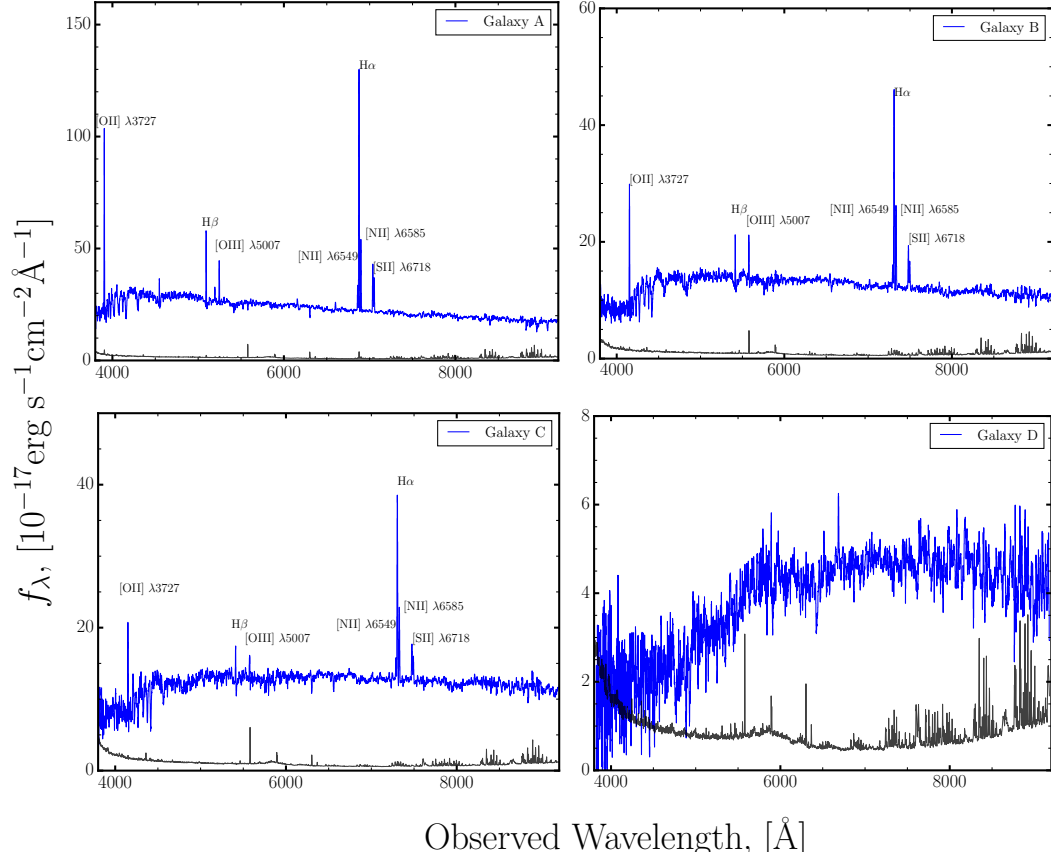 Galaxy A
150
Hα
[OII] λ3727
100
Hβ
[NII] λ6585
[OIII] λ5007
[NII] λ6549
50
[SII] λ6718
0
4000 6000 8000
Galaxy B
60
Hα
40
[OII] λ3727
Hβ [NII] λ6549 [NII] λ6585
[OIII] λ5007
20
[SII] λ6718
0
4000 6000 8000
Galaxy C
Hα
40
[OII] λ3727
[NII] λ6585
Hβ [NII] λ6549
20
[OIII] λ5007 [SII] λ6718
0
4000 6000 8000
Galaxy D
8
6
4
2
0
4000 6000 8000
fλ, [10⁻¹⁷erg s⁻¹cm⁻²Å⁻¹]
Observed Wavelength, [Å]